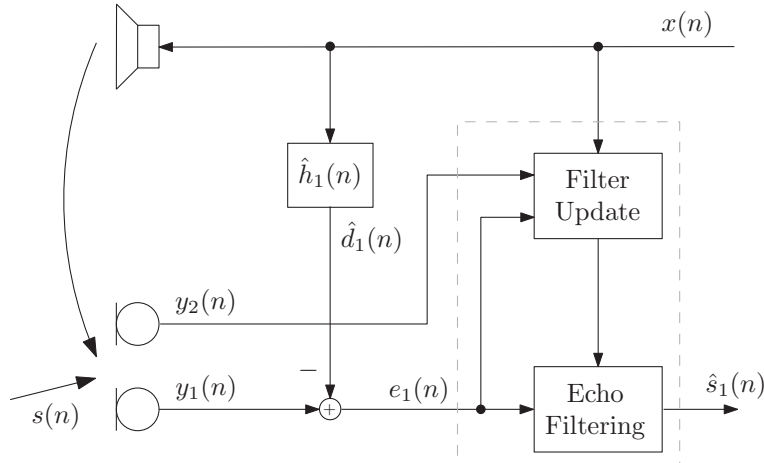 x(n)
ĥ₁(n)
Filter
Update
d̂₁(n)
y₂(n)
−
y₁(n)
+
e₁(n)
Echo
Filtering
ŝ₁(n)
s(n)